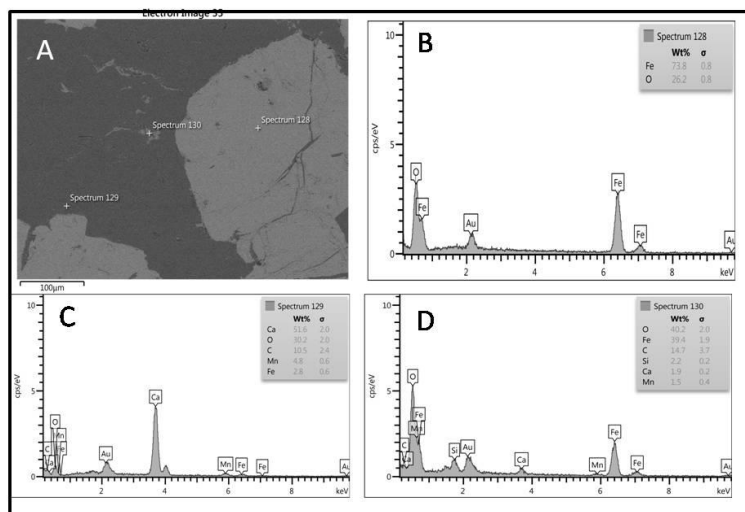 Electron Image 55
A
Spectrum 130
Spectrum 128
Spectrum 129
100µm
B
Spectrum 128
Wt% σ
Fe 73.8 0.8
O 26.2 0.8
cps/eV
10
5
0
O
Fe
Au
Fe
Fe
Au
2 4 6 8 keV
C
Spectrum 129
Wt% σ
Ca 51.6 2.0
O 30.2 2.0
C 10.5 2.4
Mn 4.8 0.6
Fe 2.8 0.6
cps/eV
10
5
0
O
Mn
C
Fe
Ca
Au
Ca
Mn
Fe
Fe
Au
2 4 6 8 keV
D
Spectrum 130
Wt% σ
O 40.2 2.0
Fe 39.4 1.9
C 14.7 3.7
Si 2.2 0.2
Ca 1.9 0.2
Mn 1.5 0.4
cps/eV
10
5
0
O
Fe
C
Mn
Ca
Si
Au
Ca
Mn
Fe
Fe
Au
2 4 6 8 keV